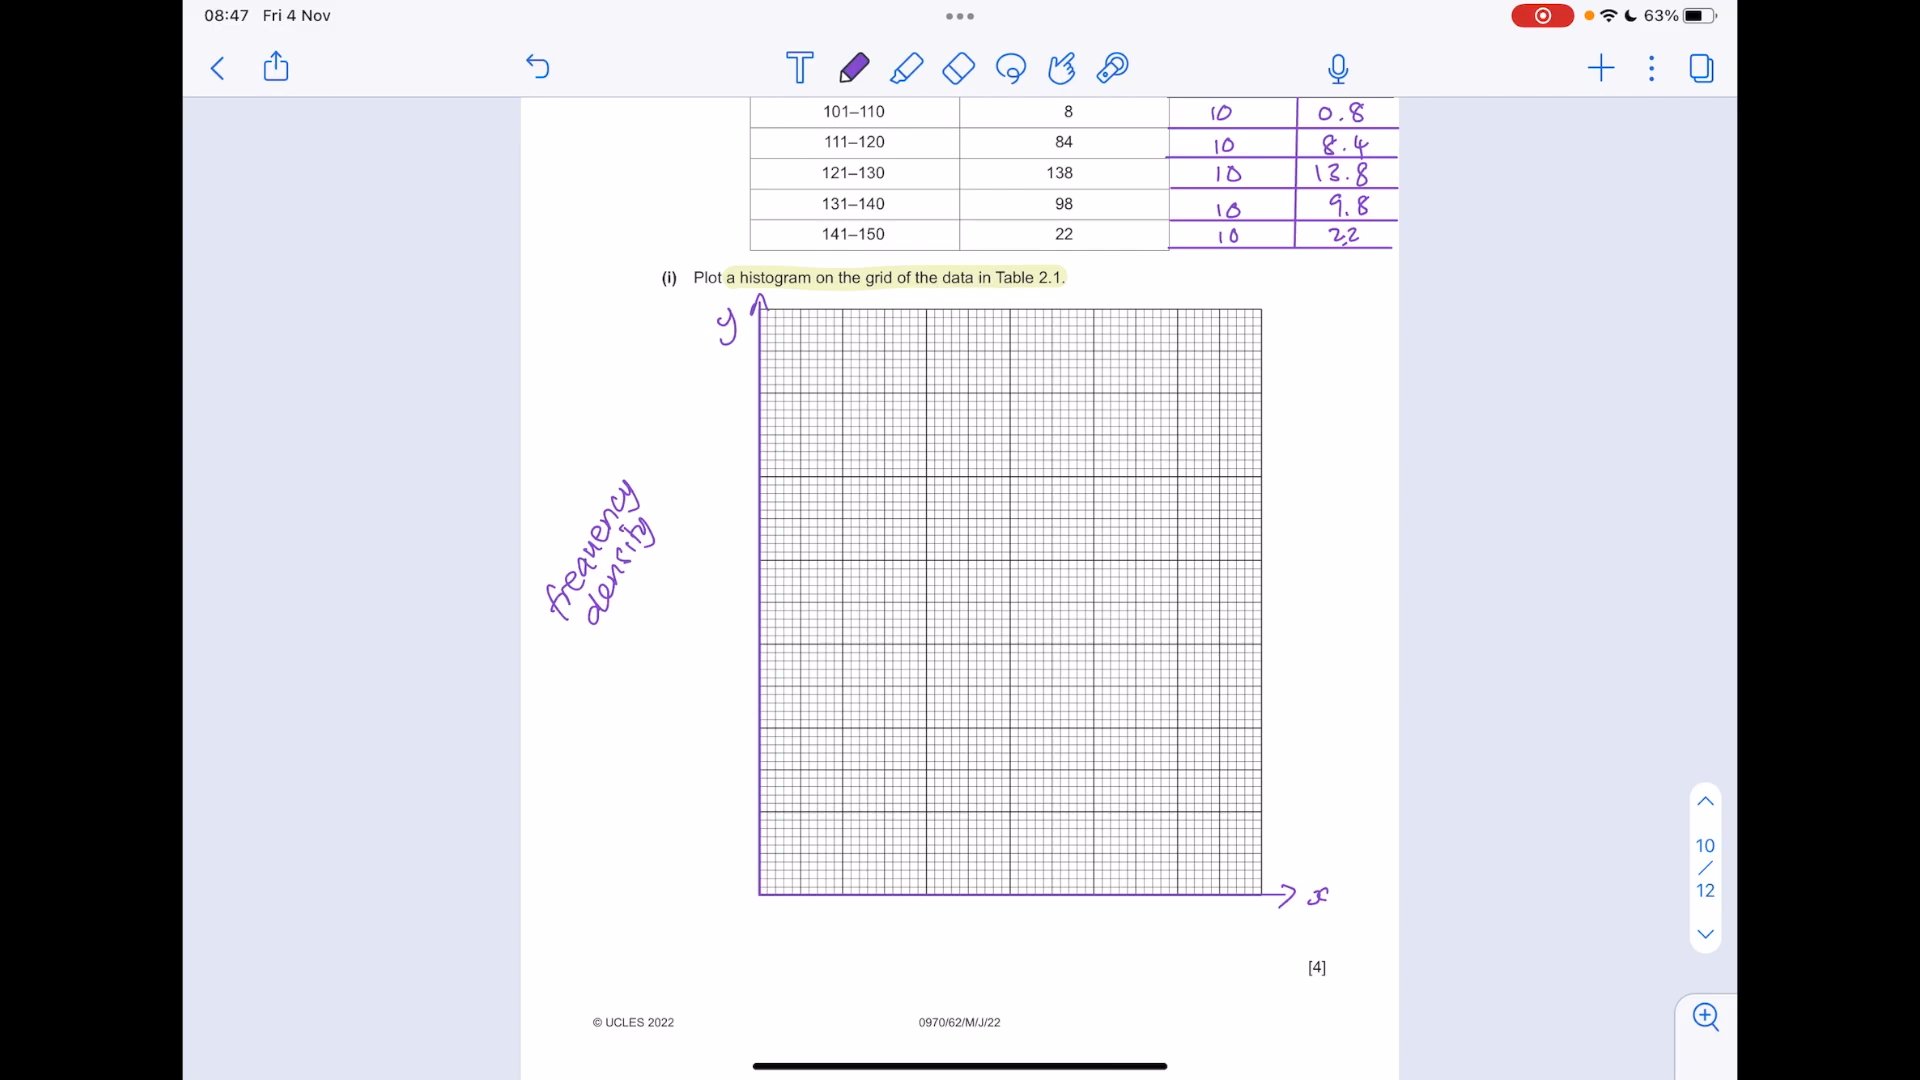 08:47 Fri 4 Nov
63%
T
101–110 8 10 0.8
111–120 84 10 8.4
121–130 138 10 13.8
131–140 98 10 9.8
141–150 22 10 2.2
(i) Plot a histogram on the grid of the data in Table 2.1.
y
frequency
density
x
[4]
© UCLES 2022
0970/62/M/J/22
10
/
12